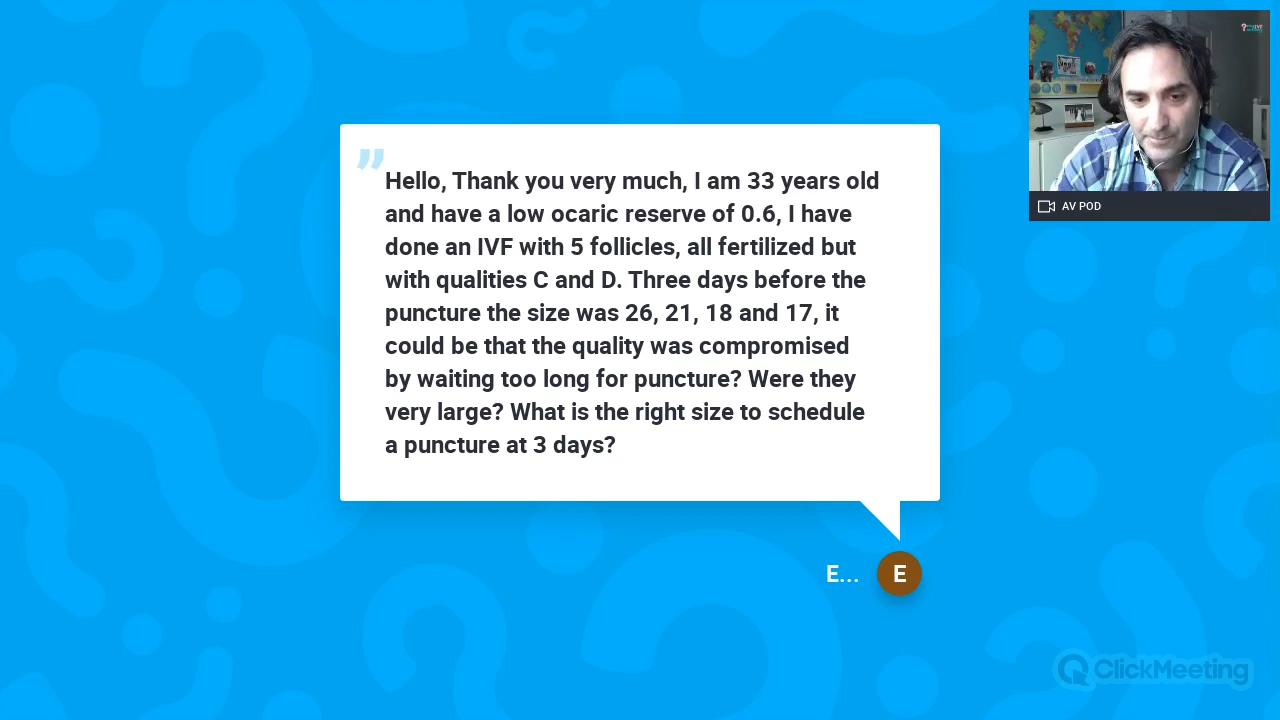 Hello, Thank you very much, I am 33 years old
and have a low ocaric reserve of 0.6, I have
done an IVF with 5 follicles, all fertilized but
with qualities C and D. Three days before the
puncture the size was 26, 21, 18 and 17, it
could be that the quality was compromised
by waiting too long for puncture? Were they
very large? What is the right size to schedule
a puncture at 3 days?
E... E
AV POD
ClickMeeting